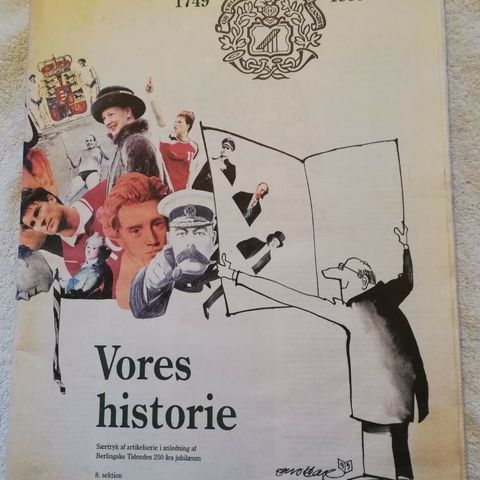 1749
Vores
historie
Særtryk af artikelserie i anledning af
Berlingske Tidendes 250 års jubilæum
8. sektion